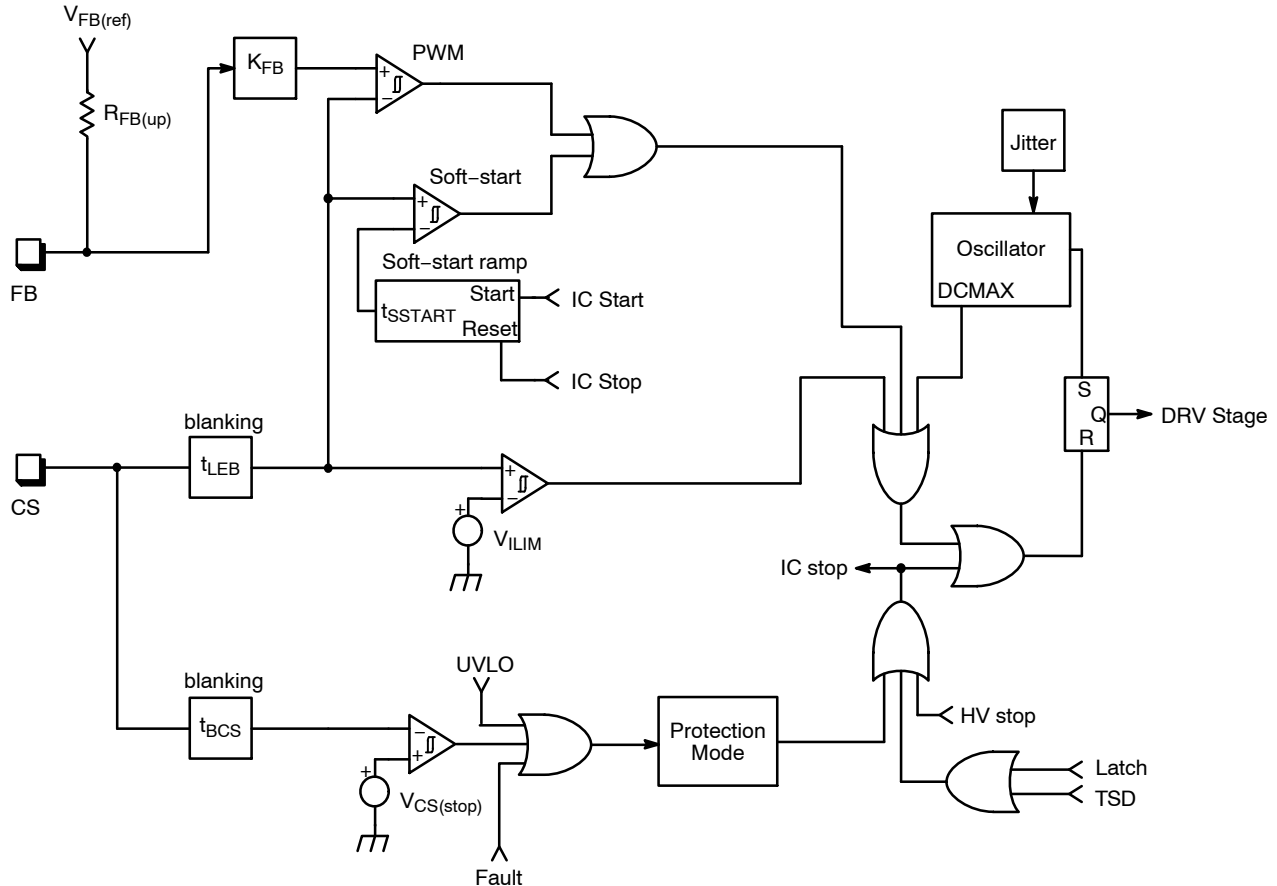 VFB(ref)
KFB
+
−
PWM
RFB(up)
Jitter
Soft−start
+
−
Oscillator
DCMAX
FB
Soft−start ramp
Start
tSSTART
Reset
IC Start
IC Stop
S
Q
R
DRV Stage
blanking
tLEB
CS
+
−
+
VILIM
IC stop
UVLO
blanking
tBCS
−
+
+
VCS(stop)
Fault
Protection
Mode
HV stop
Latch
TSD